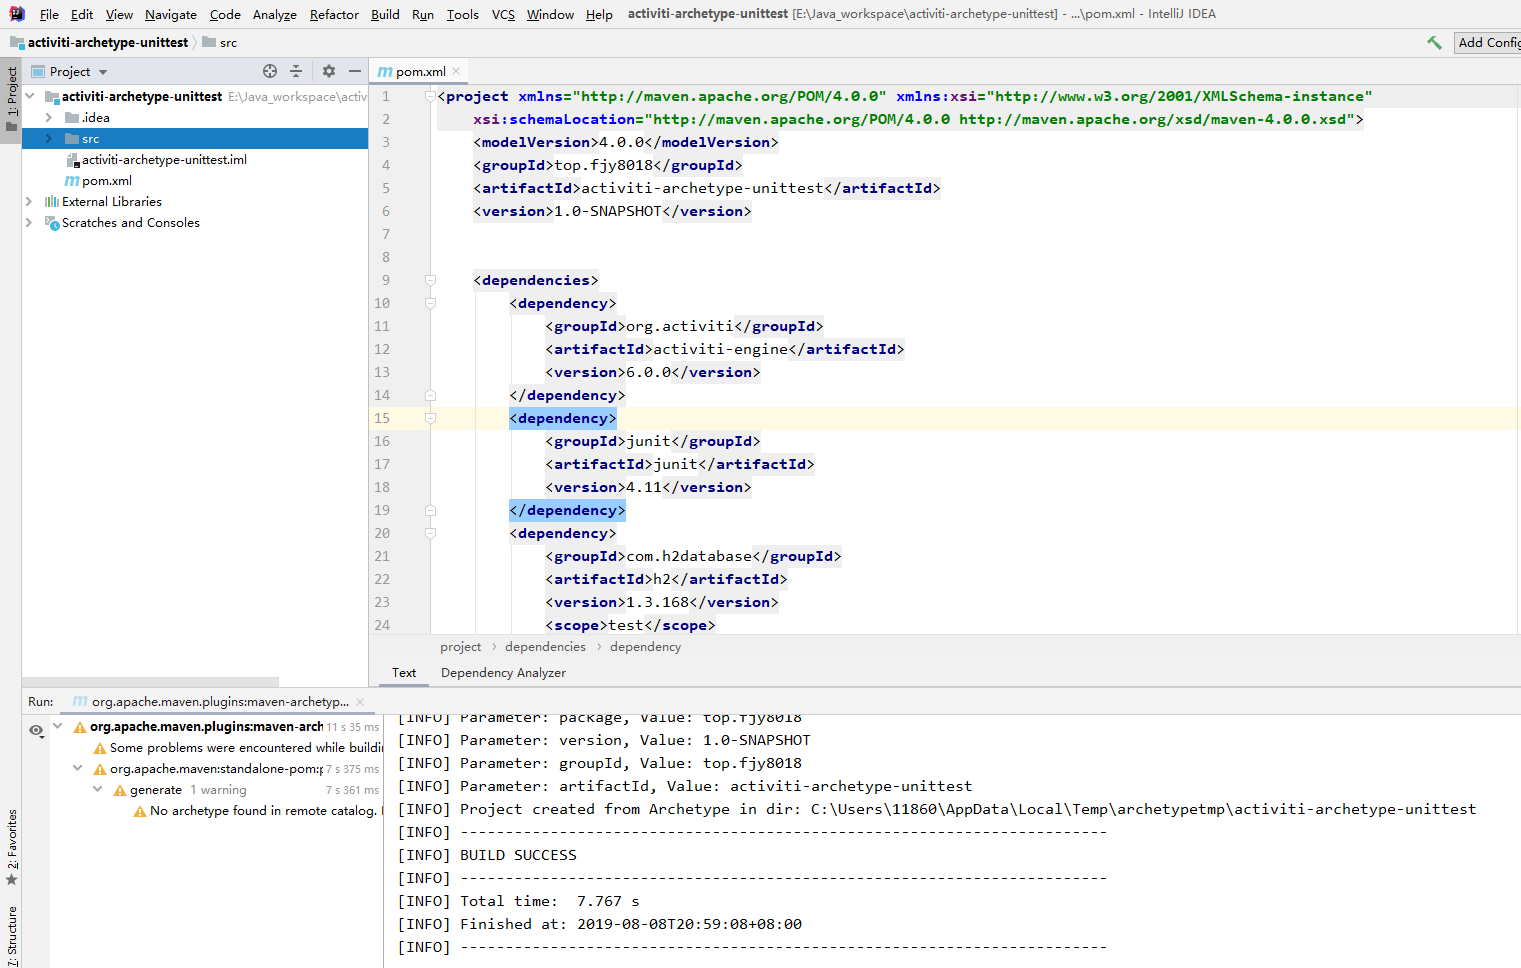 File Edit View Navigate Code Analyze Refactor Build Run Tools VCS Window Help activiti-archetype-unittest [E:\Java_workspace\activiti-archetype-unittest] - ...\pom.xml - IntelliJ IDEA
activiti-archetype-unittest src Add Config
1: Project
Project
pom.xml
activiti-archetype-unittest E:\Java_workspace\activ
.idea
src
activiti-archetype-unittest.iml
pom.xml
External Libraries
Scratches and Consoles
1 <project xmlns="http://maven.apache.org/POM/4.0.0" xmlns:xsi="http://www.w3.org/2001/XMLSchema-instance"
2 xsi:schemaLocation="http://maven.apache.org/POM/4.0.0 http://maven.apache.org/xsd/maven-4.0.0.xsd">
3 <modelVersion>4.0.0</modelVersion>
4 <groupId>top.fjy8018</groupId>
5 <artifactId>activiti-archetype-unittest</artifactId>
6 <version>1.0-SNAPSHOT</version>
7
8
9 <dependencies>
10 <dependency>
11 <groupId>org.activiti</groupId>
12 <artifactId>activiti-engine</artifactId>
13 <version>6.0.0</version>
14 </dependency>
15 <dependency>
16 <groupId>junit</groupId>
17 <artifactId>junit</artifactId>
18 <version>4.11</version>
19 </dependency>
20 <dependency>
21 <groupId>com.h2database</groupId>
22 <artifactId>h2</artifactId>
23 <version>1.3.168</version>
24 <scope>test</scope>
project dependencies dependency
Text Dependency Analyzer
Run: org.apache.maven.plugins:maven-archetyp...
org.apache.maven.plugins:maven-arch 11 s 35 ms
Some problems were encountered while buildi
org.apache.maven:standalone-pom:p 7 s 375 ms
generate 1 warning 7 s 361 ms
No archetype found in remote catalog.
2: Favorites
7: Structure
[INFO] Parameter: package, Value: top.fjy8018
[INFO] Parameter: version, Value: 1.0-SNAPSHOT
[INFO] Parameter: groupId, Value: top.fjy8018
[INFO] Parameter: artifactId, Value: activiti-archetype-unittest
[INFO] Project created from Archetype in dir: C:\Users\11860\AppData\Local\Temp\archetypetmp\activiti-archetype-unittest
[INFO] ------------------------------------------------------------------------
[INFO] BUILD SUCCESS
[INFO] ------------------------------------------------------------------------
[INFO] Total time:  7.767 s
[INFO] Finished at: 2019-08-08T20:59:08+08:00
[INFO] ------------------------------------------------------------------------